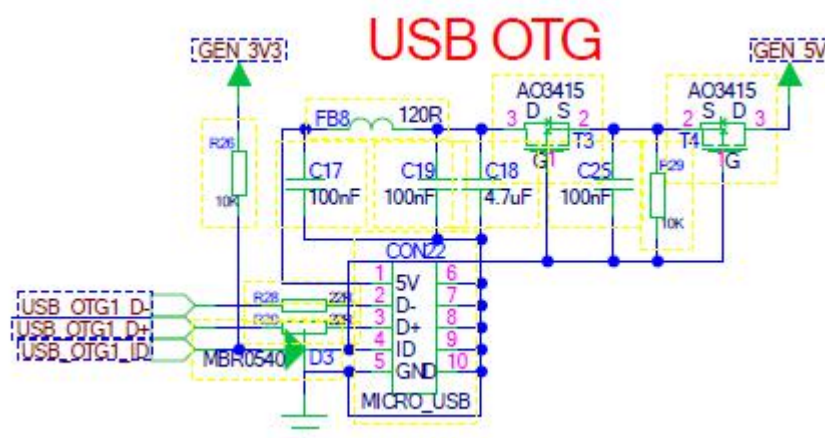 USB OTG
GEN_3V3
GEN_5V
AO3415
AO3415
FB8
120R
3
D
S
2
2
S
D
3
R26
T3
T4
G
1
1
G
C17
C19
C18
C25
R29
10K
100nF
100nF
4.7uF
100nF
10K
CON22
1
5V
6
R28
22R
2
D-
7
USB_OTG1_D-
3
D+
8
USB_OTG1_D+
22R
4
ID
9
USB_OTG1_ID
MBR0540
D3
5
GND
10
MICRO_USB